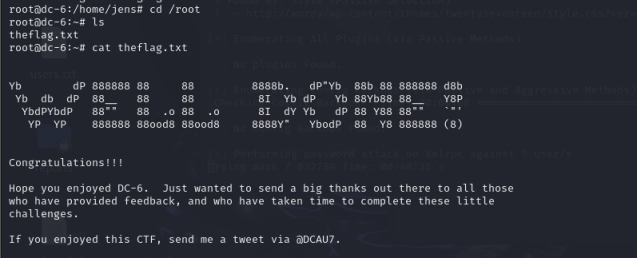 root@dc-6:/home/jens# cd /root
root@dc-6:~# ls
theflag.txt
root@dc-6:~# cat theflag.txt
Yb      dP 888888 88     88         8888b.   dP"Yb  88b 88 888888 d8b
 Yb db dP  88__   88     88          8I  Yb dP   Yb 88Yb88 88__   Y8P
  YbdPYbdP   88""   88  .o 88  .o      8I  dY Yb   dP 88 Y88 88""   `"'
   YP  YP    888888 88ood8 88ood8     8888Y"   YbodP  88  Y8 888888 (8)
Congratulations!!!
Hope you enjoyed DC-6.  Just wanted to send a big thanks out there to all those
who have provided feedback, and who have taken time to complete these little
challenges.
If you enjoyed this CTF, send me a tweet via @DCAU7.